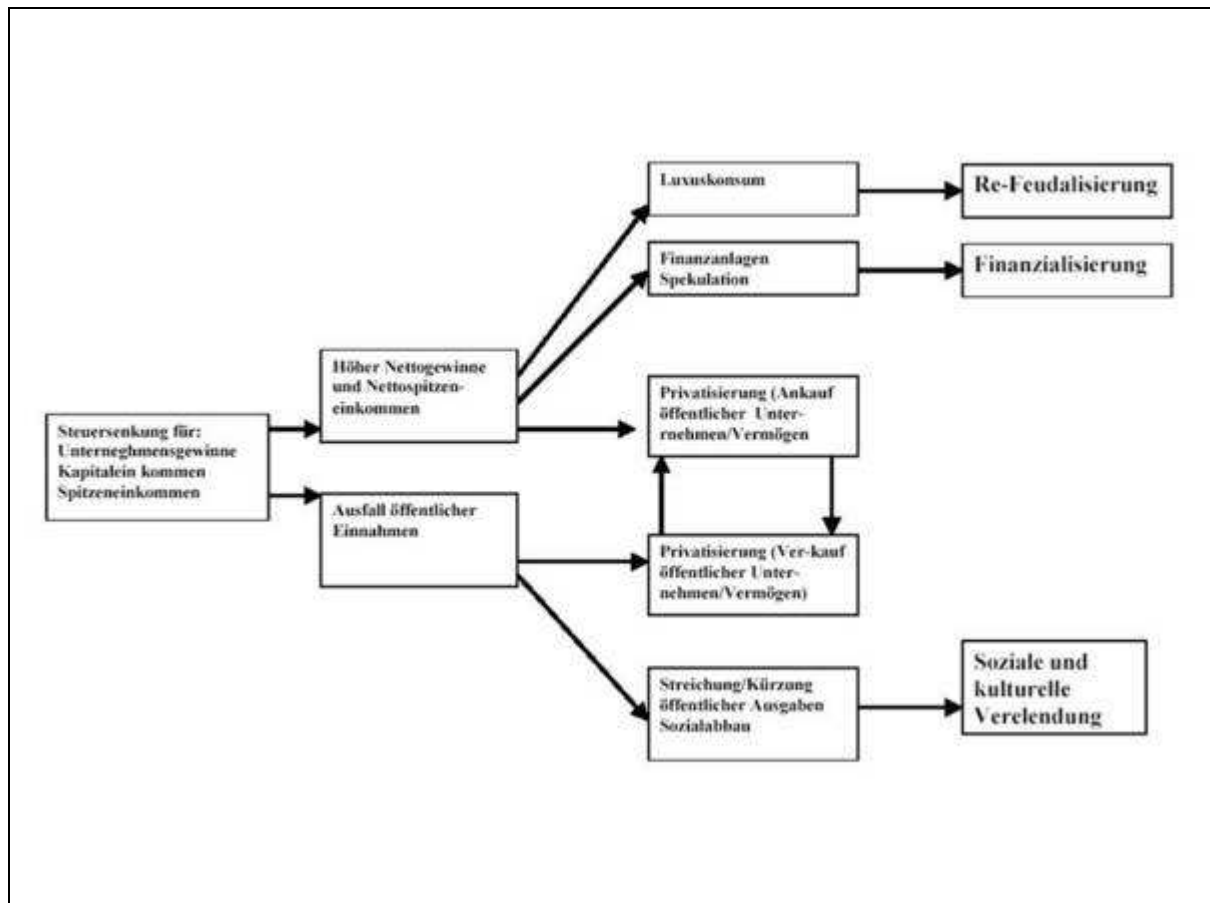 Luxuskonsum
Re-Feudalisierung
Finanzanlagen
Spekulation
Finanzialisierung
Höher Nettogewinne
und Nettospitzen-
einkommen
Privatisierung (Ankauf
öffentlicher Unter-
rnehmen/Vermögen
Steuersenkung für:
Unterneghmensgewinne
Kapitalein kommen
Spitzeneinkommen
Ausfall öffentlicher
Einnahmen
Privatisierung (Ver-kauf
öffentlicher Unter-
nehmen/Vermögen)
Streichung/Kürzung
öffentlicher Ausgaben
Sozialabbau
Soziale und
kulturelle
Verelendung